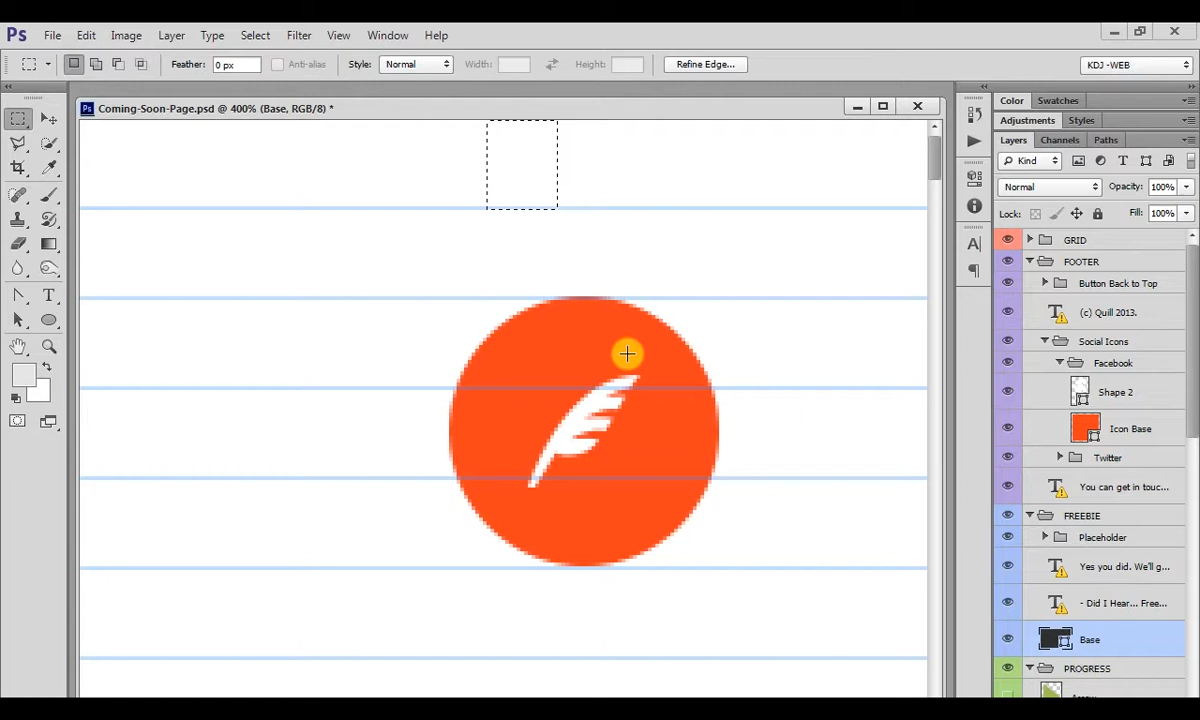 Ps File Edit Image Layer Type Select Filter View Window Help
Feather: 0 px Anti-alias Style: Normal Width: Height: Refine Edge... KDJ -WEB
Ps Coming-Soon-Page.psd @ 400% (Base, RGB/8) *
Color Swatches
Adjustments Styles
Layers Channels Paths
Kind
Normal Opacity: 100%
Lock: Fill: 100%
GRID
FOOTER
Button Back to Top
(c) Quill 2013.
Social Icons
Facebook
Shape 2
Icon Base
Twitter
You can get in touc...
FREEBIE
Placeholder
Yes you did. We'll g...
- Did I Hear... Free...
Base
PROGRESS